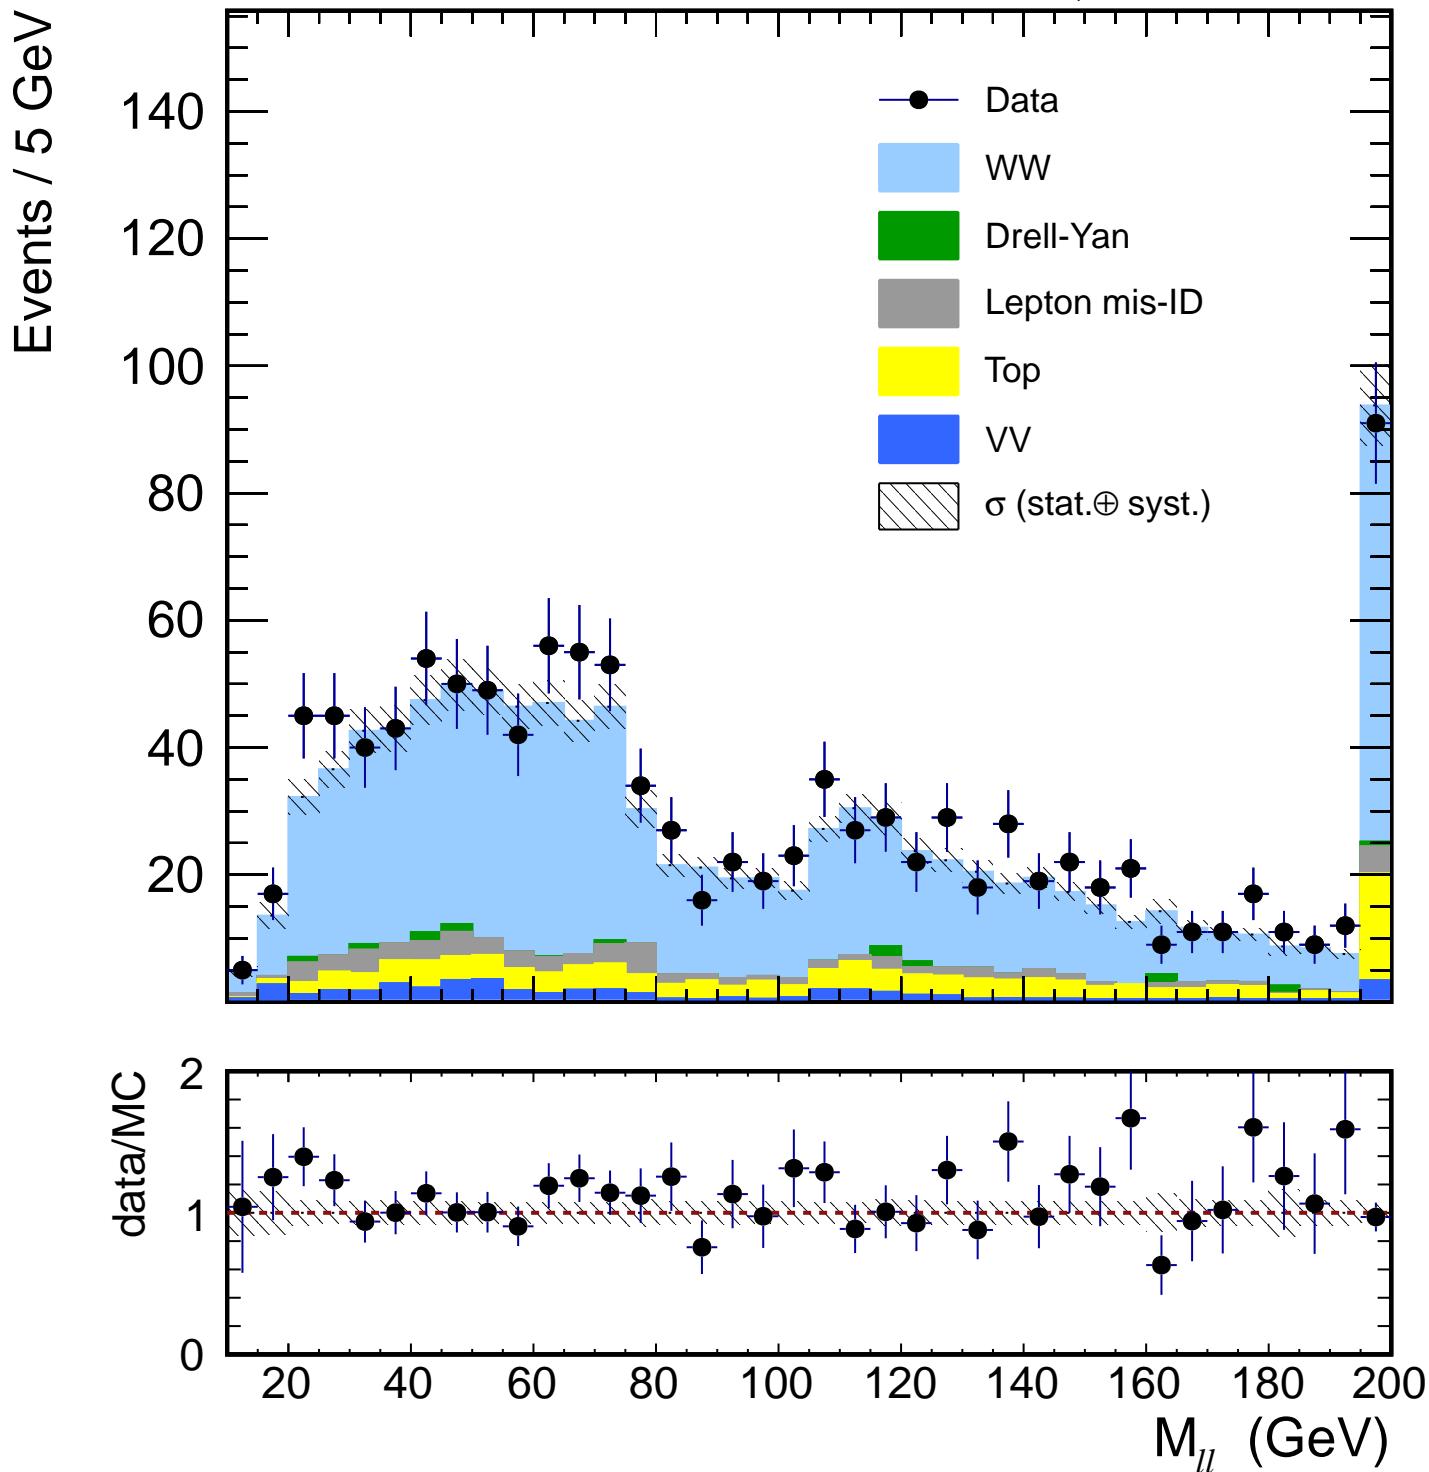 Events / 5 GeV
140
120
100
80
60
40
20
Data
WW
Drell-Yan
Lepton mis-ID
Top
VV
σ (stat.⊕ syst.)
data/MC
2
1
0
20 40 60 80 100 120 140 160 180 200
M_ll (GeV)